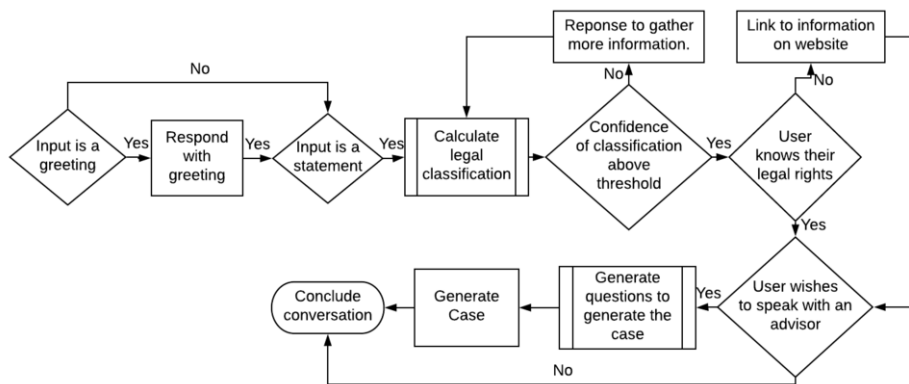 Reponse to gather
more information.
Link to information
on website
No
No
No
Input is a
greeting
Yes
Respond
with
greeting
Yes
Input is a
statement
Yes
Calculate
legal
classification
Confidence
of classification
above
threshold
Yes
User
knows their
legal rights
Yes
Conclude
conversation
Generate
Case
Generate
questions to
generate the
case
Yes
User wishes
to speak with an
advisor
No